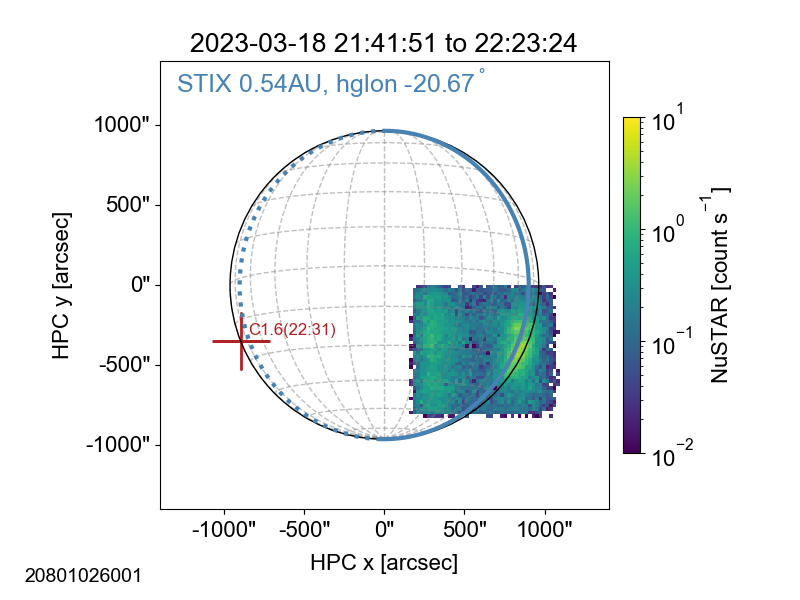 2023-03-18 21:41:51 to 22:23:24
STIX 0.54AU, hglon -20.67°
1000"
500"
0"
-500"
-1000"
HPC y [arcsec]
C1.6(22:31)
-1000" -500" 0" 500" 1000"
HPC x [arcsec]
10¹
10⁰
10⁻¹
10⁻²
NuSTAR [count s⁻¹]
20801026001